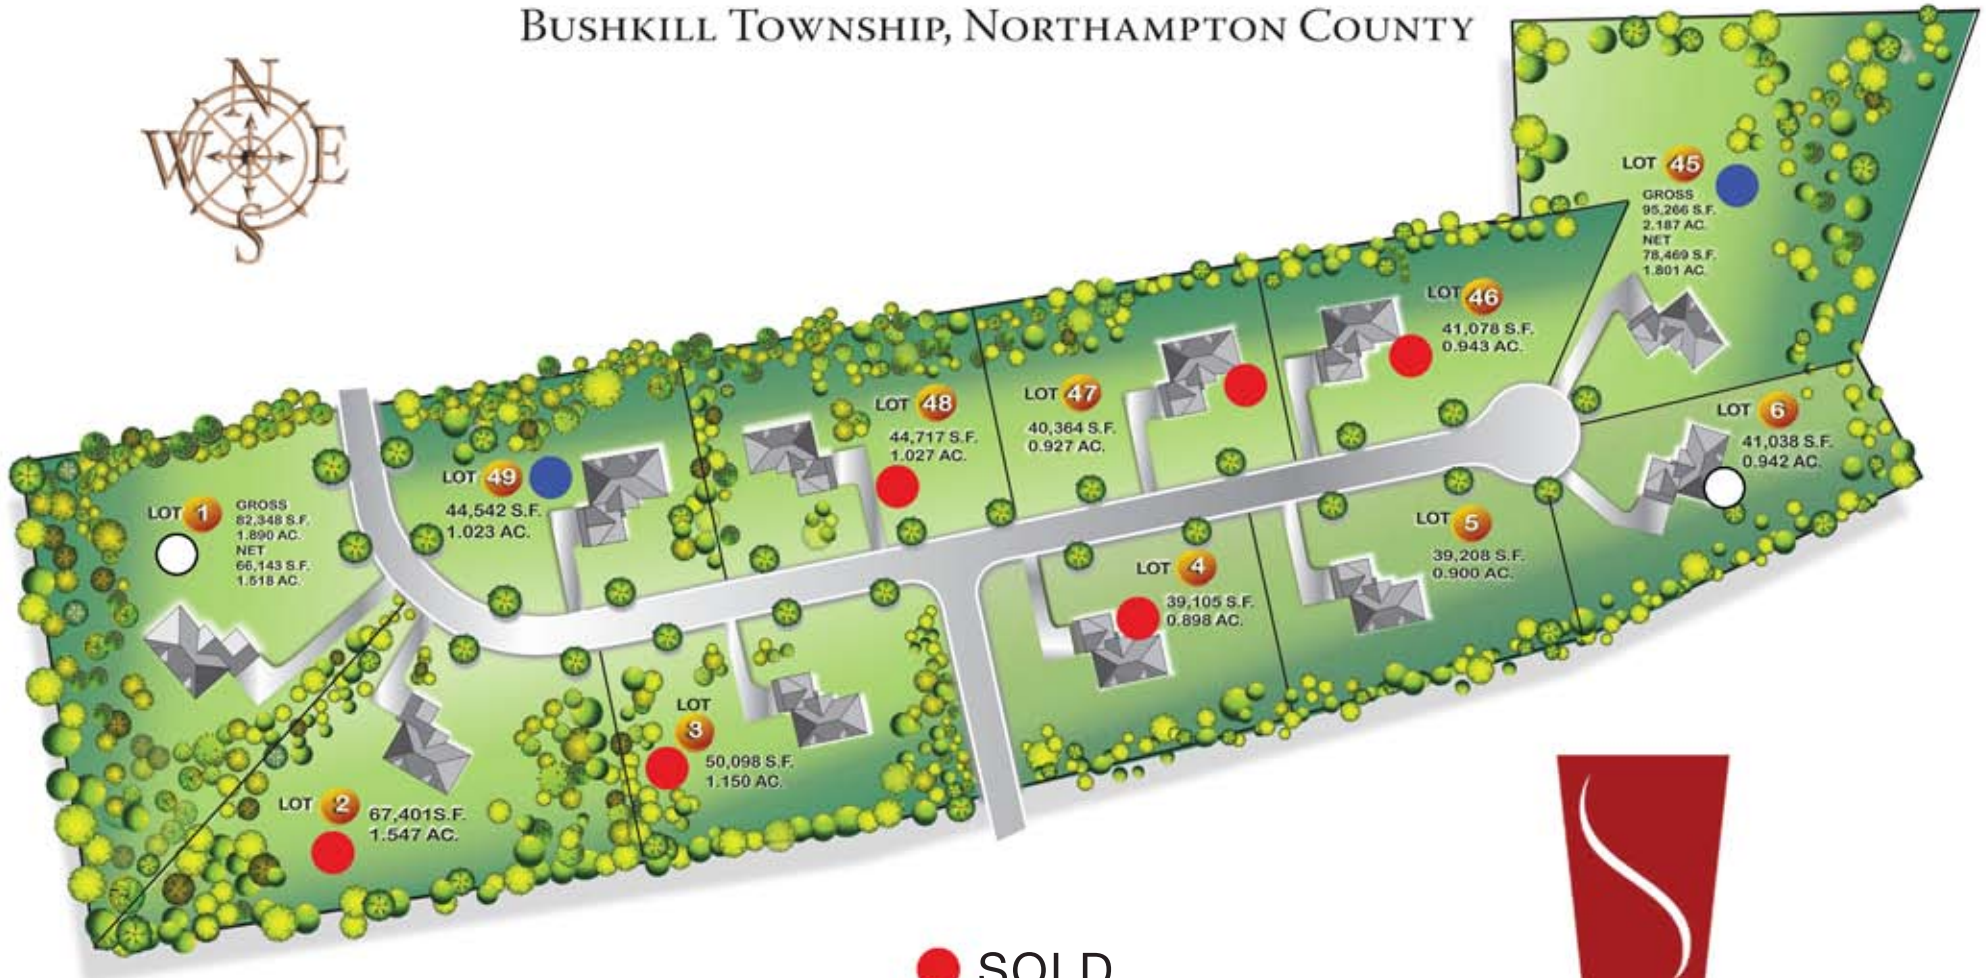 BUSHKILL TOWNSHIP, NORTHAMPTON COUNTY
N
W E
S
LOT 45
GROSS
95,266 S.F.
2.187 AC.
NET
78,469 S.F.
1.801 AC.
LOT 46
41,078 S.F.
0.943 AC.
LOT 47
40,364 S.F.
0.927 AC.
LOT 48
44,717 S.F.
1.027 AC.
LOT 6
41,038 S.F.
0.942 AC.
LOT 49
44,542 S.F.
1.023 AC.
LOT 1
GROSS
82,348 S.F.
1.890 AC.
NET
66,143 S.F.
1.518 AC.
LOT 5
39,208 S.F.
0.900 AC.
LOT 4
39,105 S.F.
0.898 AC.
LOT
3
50,098 S.F.
1.150 AC.
LOT 2
67,401S.F.
1.547 AC.
SOLD